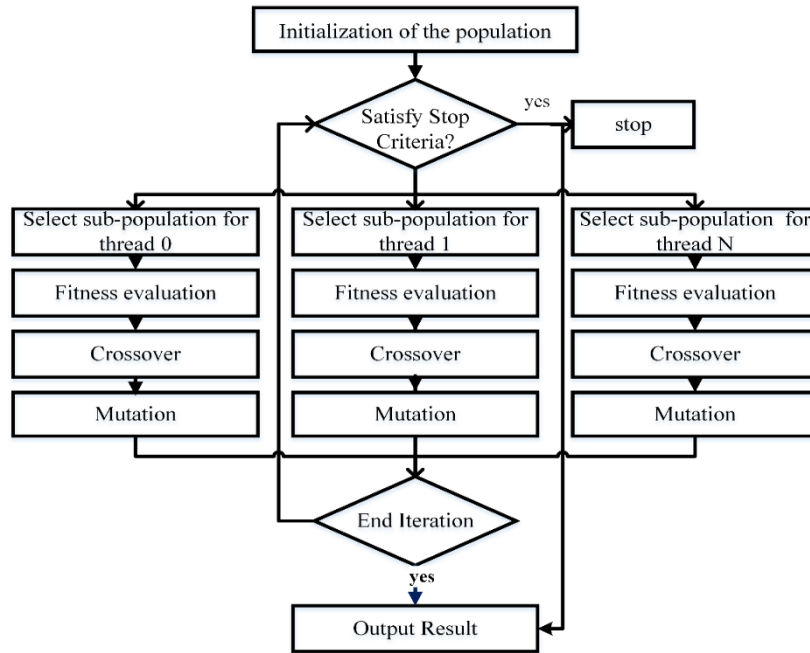 Initialization of the population
yes
Satisfy Stop
Criteria?
stop
Select sub-population for
thread 0
Select sub-population for
thread 1
Select sub-population for
thread N
Fitness evaluation
Fitness evaluation
Fitness evaluation
Crossover
Crossover
Crossover
Mutation
Mutation
Mutation
End Iteration
yes
Output Result